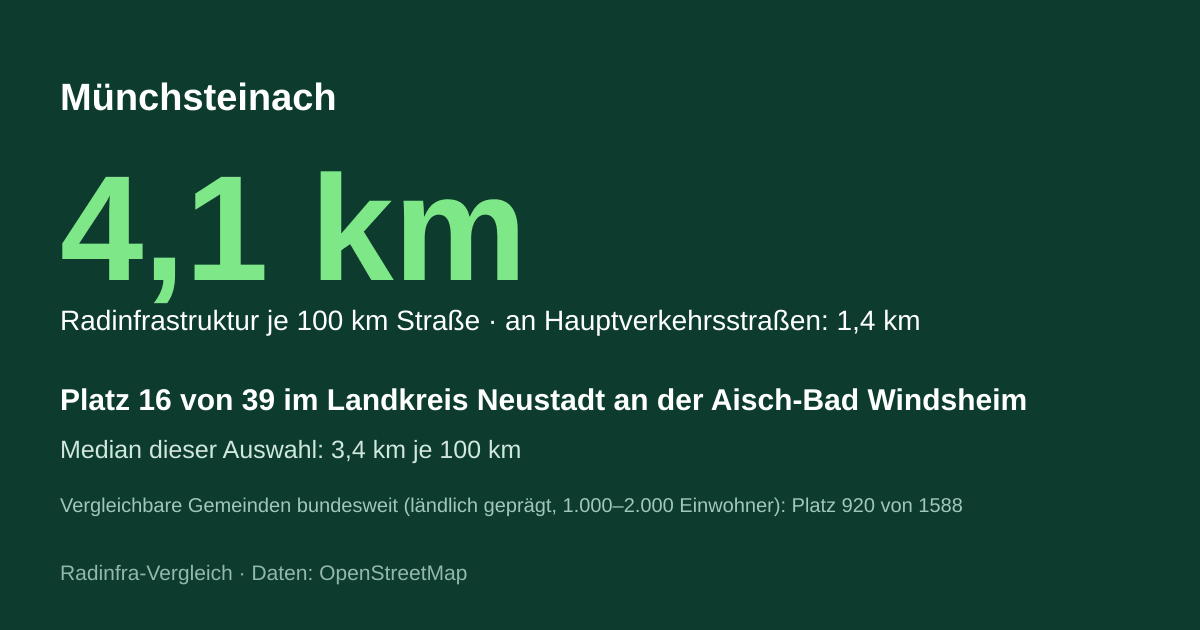 Münchsteinach
4,1 km
Radinfrastruktur je 100 km Straße · an Hauptverkehrsstraßen: 1,4 km
Platz 16 von 39 im Landkreis Neustadt an der Aisch-Bad Windsheim
Median dieser Auswahl: 3,4 km je 100 km
Vergleichbare Gemeinden bundesweit (ländlich geprägt, 1.000–2.000 Einwohner): Platz 920 von 1588
Radinfra-Vergleich · Daten: OpenStreetMap